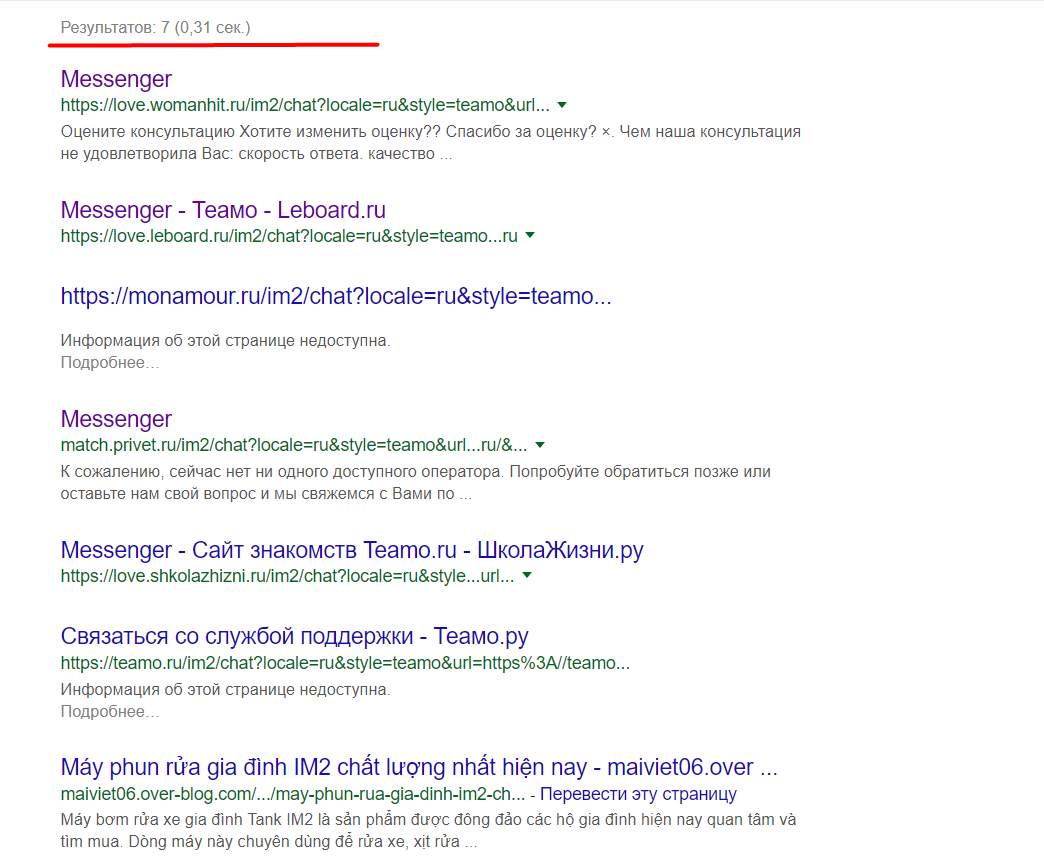 Результатов: 7 (0,31 сек.)
Messenger
https://love.womanhit.ru/im2/chat?locale=ru&style=teamo&url...
Оцените консультацию Хотите изменить оценку?? Спасибо за оценку? ×. Чем наша консультация
не удовлетворила Вас: скорость ответа. качество ...
Messenger - Теамо - Leboard.ru
https://love.leboard.ru/im2/chat?locale=ru&style=teamo...ru
https://monamour.ru/im2/chat?locale=ru&style=teamo...
Информация об этой странице недоступна.
Подробнее…
Messenger
match.privet.ru/im2/chat?locale=ru&style=teamo&url...ru/&...
К сожалению, сейчас нет ни одного доступного оператора. Попробуйте обратиться позже или
оставьте нам свой вопрос и мы свяжемся с Вами по ...
Messenger - Сайт знакомств Teamo.ru - ШколаЖизни.ру
https://love.shkolazhizni.ru/im2/chat?locale=ru&style...url...
Связаться со службой поддержки - Теамо.ру
https://teamo.ru/im2/chat?locale=ru&style=teamo&url=https%3A//teamo...
Информация об этой странице недоступна.
Подробнее…
Máy phun rửa gia đình IM2 chất lượng nhất hiện nay - maiviet06.over ...
maiviet06.over-blog.com/.../may-phun-rua-gia-dinh-im2-ch... - Перевести эту страницу
Máy bơm rửa xe gia đình Tank IM2 là sản phẩm được đông đảo các hộ gia đình hiện nay quan tâm và
tìm mua. Dòng máy này chuyên dùng để rửa xe, xịt rửa ...